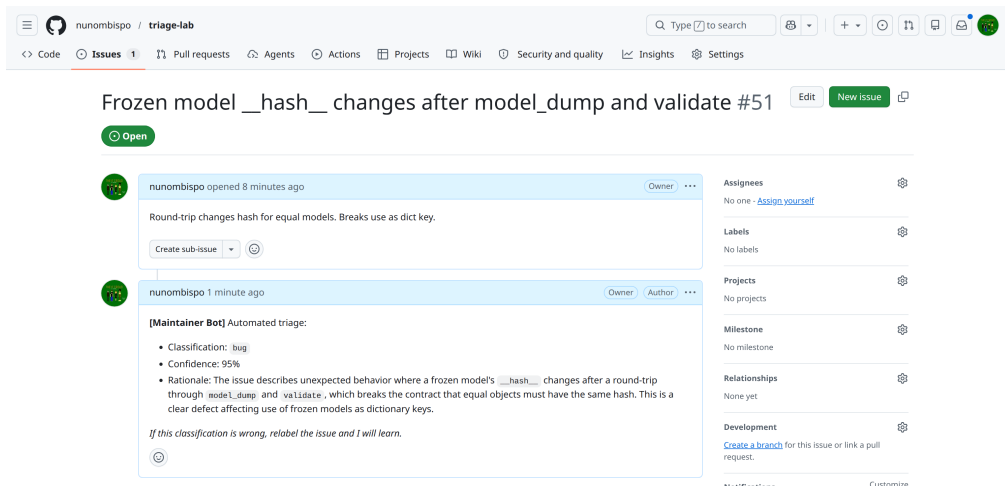 nunombispo / triage-lab
Type / to search
Code
Issues 1
Pull requests
Agents
Actions
Projects
Wiki
Security and quality
Insights
Settings
Frozen model __hash__ changes after model_dump and validate #51
Edit
New issue
Open
nunombispo opened 8 minutes ago
Owner
Round-trip changes hash for equal models. Breaks use as dict key.
Create sub-issue
nunombispo 1 minute ago
Owner
Author
[Maintainer Bot] Automated triage:
• Classification: bug
• Confidence: 95%
• Rationale: The issue describes unexpected behavior where a frozen model's __hash__ changes after a round-trip
through model_dump and validate, which breaks the contract that equal objects must have the same hash. This is a
clear defect affecting use of frozen models as dictionary keys.
If this classification is wrong, relabel the issue and I will learn.
Assignees
No one - Assign yourself
Labels
No labels
Projects
No projects
Milestone
No milestone
Relationships
None yet
Development
Create a branch for this issue or link a pull
request.
Notifications
Customize